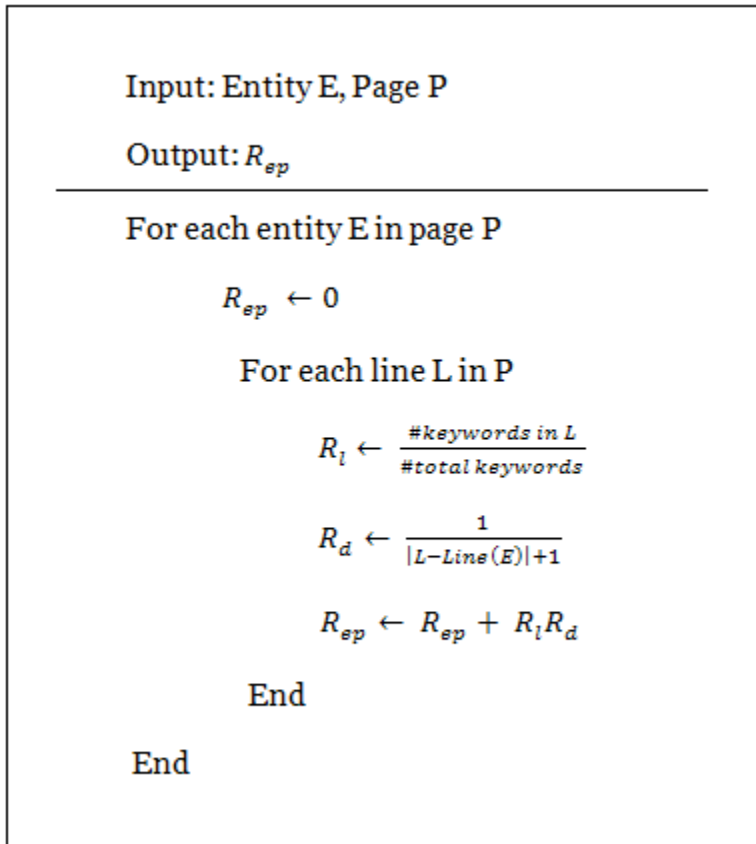 Input: Entity E, Page P
Output: R_ep
For each entity E in page P
R_ep ← 0
For each line L in P
R_l ← #keywords in L / #total keywords
R_d ← 1 / |L−Line(E)|+1
R_ep ← R_ep + R_l R_d
End
End